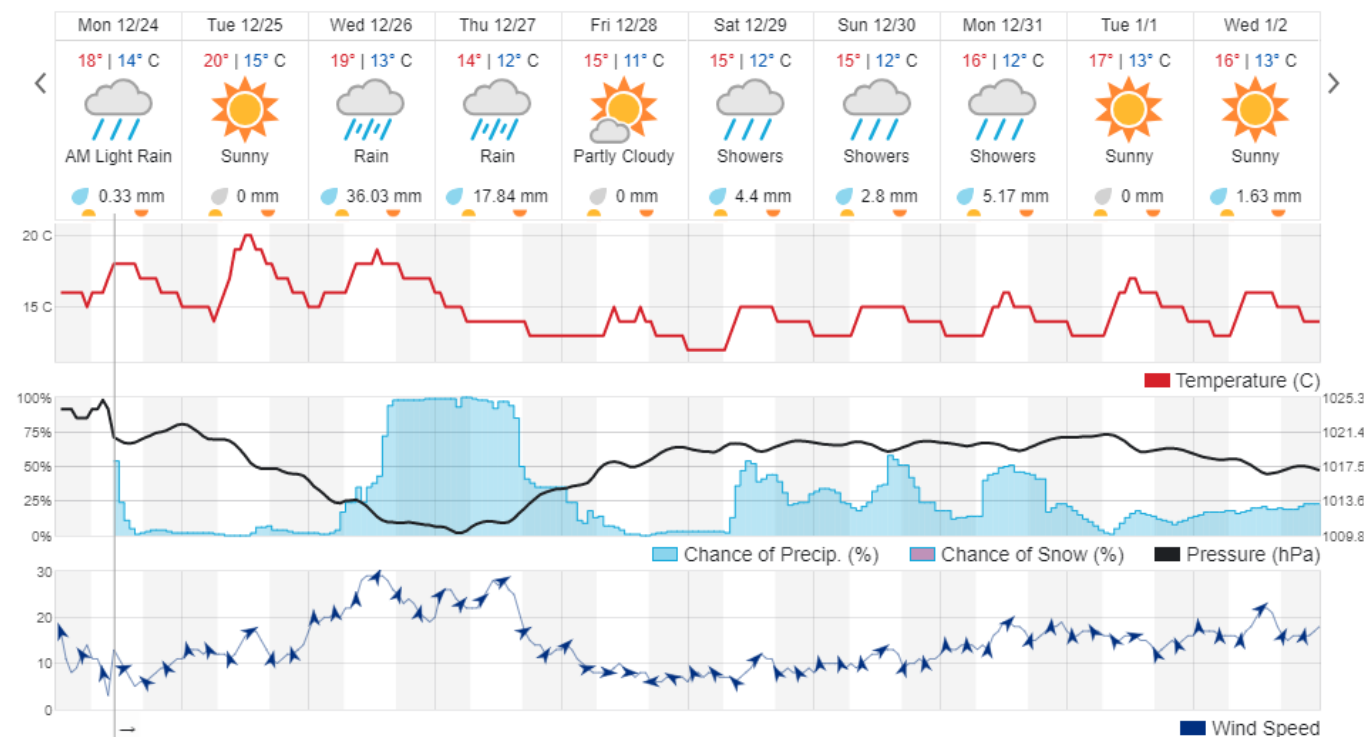 Mon 12/24 Tue 12/25 Wed 12/26 Thu 12/27 Fri 12/28 Sat 12/29 Sun 12/30 Mon 12/31 Tue 1/1 Wed 1/2
18° | 14° C 20° | 15° C 19° | 13° C 14° | 12° C 15° | 11° C 15° | 12° C 15° | 12° C 16° | 12° C 17° | 13° C 16° | 13° C
AM Light Rain Sunny Rain Rain Partly Cloudy Showers Showers Showers Sunny Sunny
0.33 mm 0 mm 36.03 mm 17.84 mm 0 mm 4.4 mm 2.8 mm 5.17 mm 0 mm 1.63 mm
20 C
15 C
Temperature (C)
100% 1025.3
75% 1021.4
50% 1017.5
25% 1013.6
0% 1009.8
Chance of Precip. (%) Chance of Snow (%) Pressure (hPa)
30
20
10
0
Wind Speed